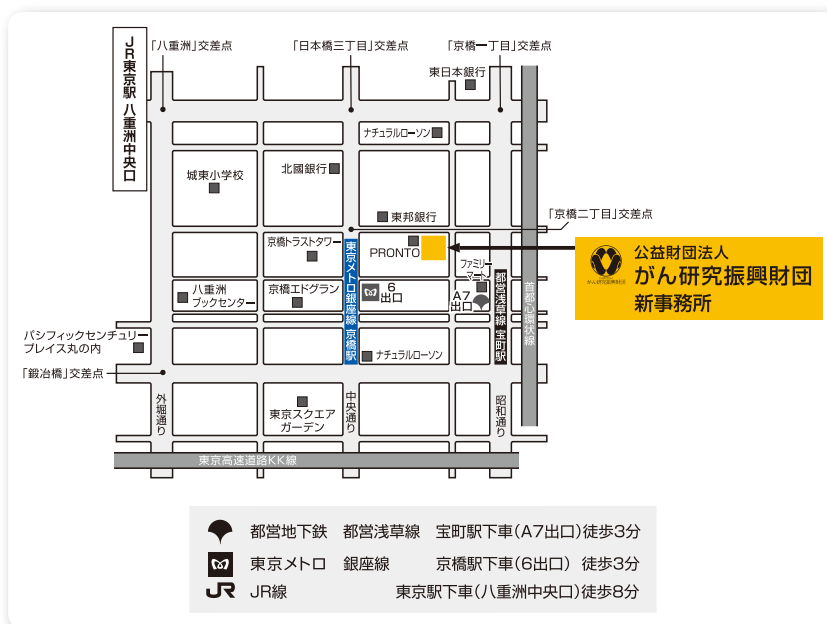 JR東京駅 八重洲中央口
「八重洲」交差点
「日本橋三丁目」交差点
「京橋一丁目」交差点
東日本銀行
ナチュラルローソン
城東小学校
北國銀行
東邦銀行
「京橋二丁目」交差点
京橋トラストタワー
PRONTO
公益財団法人
がん研究振興財団
新事務所
がん研究振興財団
ファミリー
マート
八重洲
ブックセンター
京橋エドグラン
6
出口
A7
出口
東京メトロ銀座線 京橋駅
都営浅草線 宝町駅
首都心環状線
パシフィックセンチュリー
プレイス丸の内
ナチュラルローソン
「鍛冶橋」交差点
外堀通り
東京スクエア
ガーデン
中央通り
昭和通り
東京高速道路KK線
都営地下鉄 都営浅草線 宝町駅下車(A7出口)徒歩3分
東京メトロ 銀座線 京橋駅下車(6出口) 徒歩3分
JR JR線 東京駅下車(八重洲中央口)徒歩8分